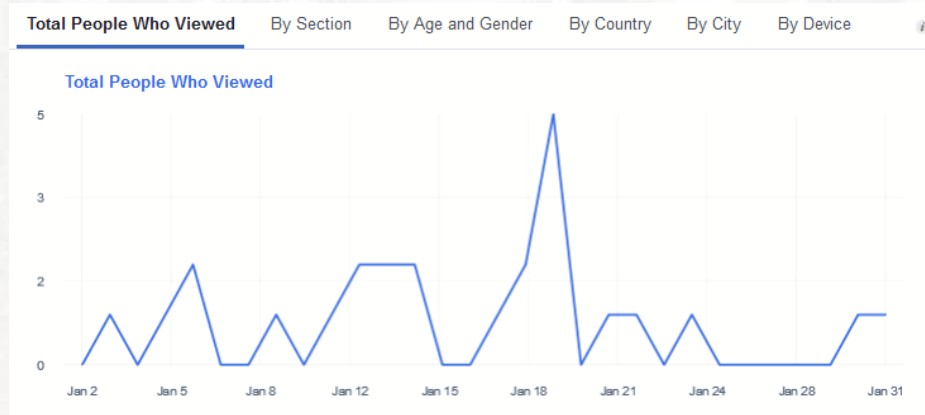 Total People Who Viewed By Section By Age and Gender By Country By City By Device i
Total People Who Viewed
5
3
2
0
Jan 2 Jan 5 Jan 8 Jan 12 Jan 15 Jan 18 Jan 21 Jan 24 Jan 28 Jan 31